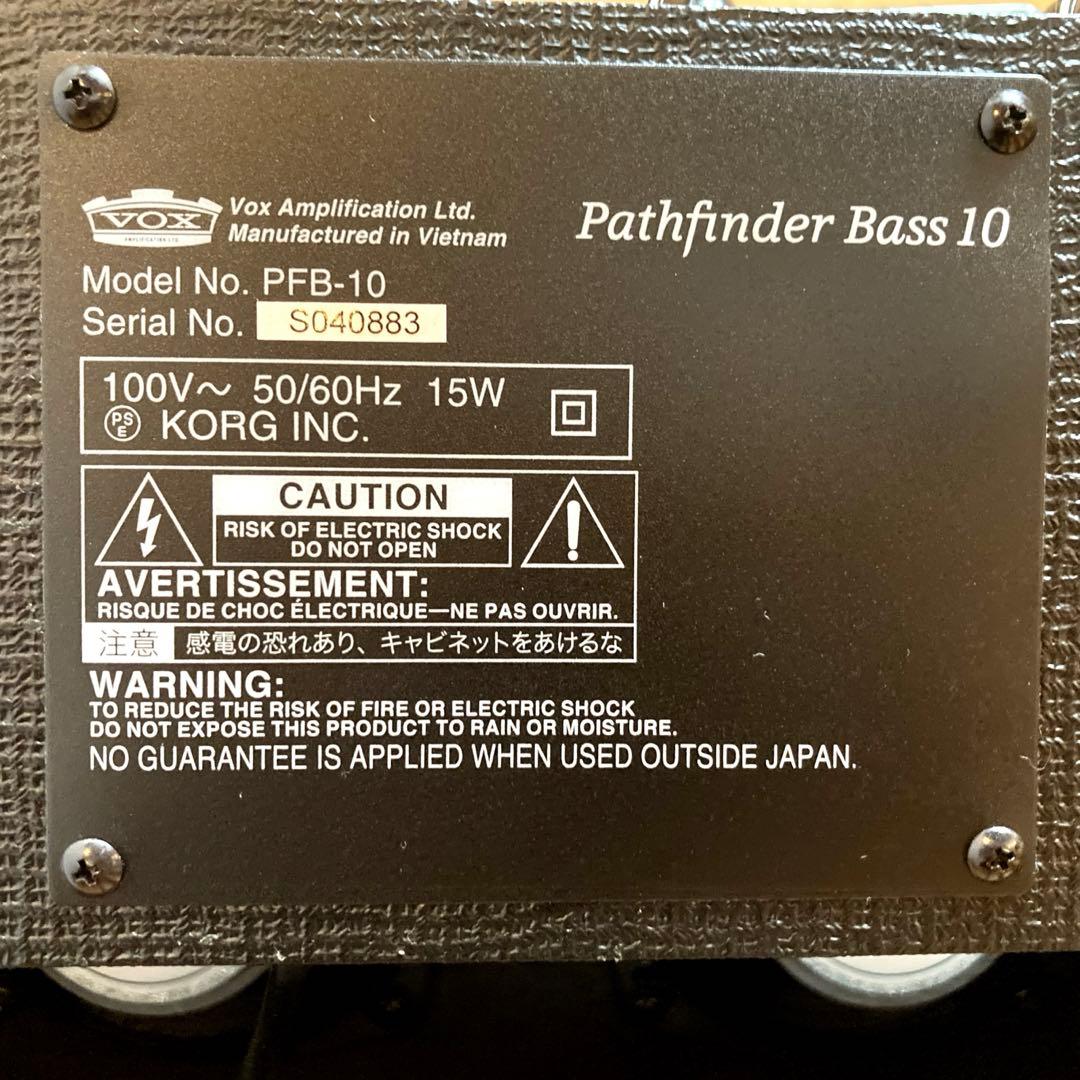 VOX
AMPLIFICATION LTD.
Vox Amplification Ltd.
Manufactured in Vietnam
Pathfinder Bass 10
Model No. PFB-10
Serial No. S040883
100V～ 50/60Hz 15W
PSE KORG INC.
CAUTION
RISK OF ELECTRIC SHOCK
DO NOT OPEN
AVERTISSEMENT:
RISQUE DE CHOC ÉLECTRIQUE—NE PAS OUVRIR.
注意 感電の恐れあり、キャビネットをあけるな
WARNING:
TO REDUCE THE RISK OF FIRE OR ELECTRIC SHOCK
DO NOT EXPOSE THIS PRODUCT TO RAIN OR MOISTURE.
NO GUARANTEE IS APPLIED WHEN USED OUTSIDE JAPAN.